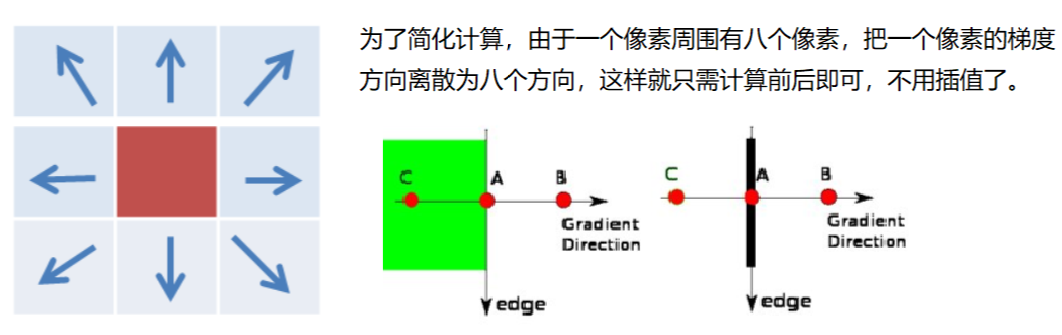 为了简化计算，由于一个像素周围有八个像素，把一个像素的梯度
方向离散为八个方向，这样就只需计算前后即可，不用插值了。
C A B
Gradient
Direction
edge
C A B
Gradient
Direction
edge